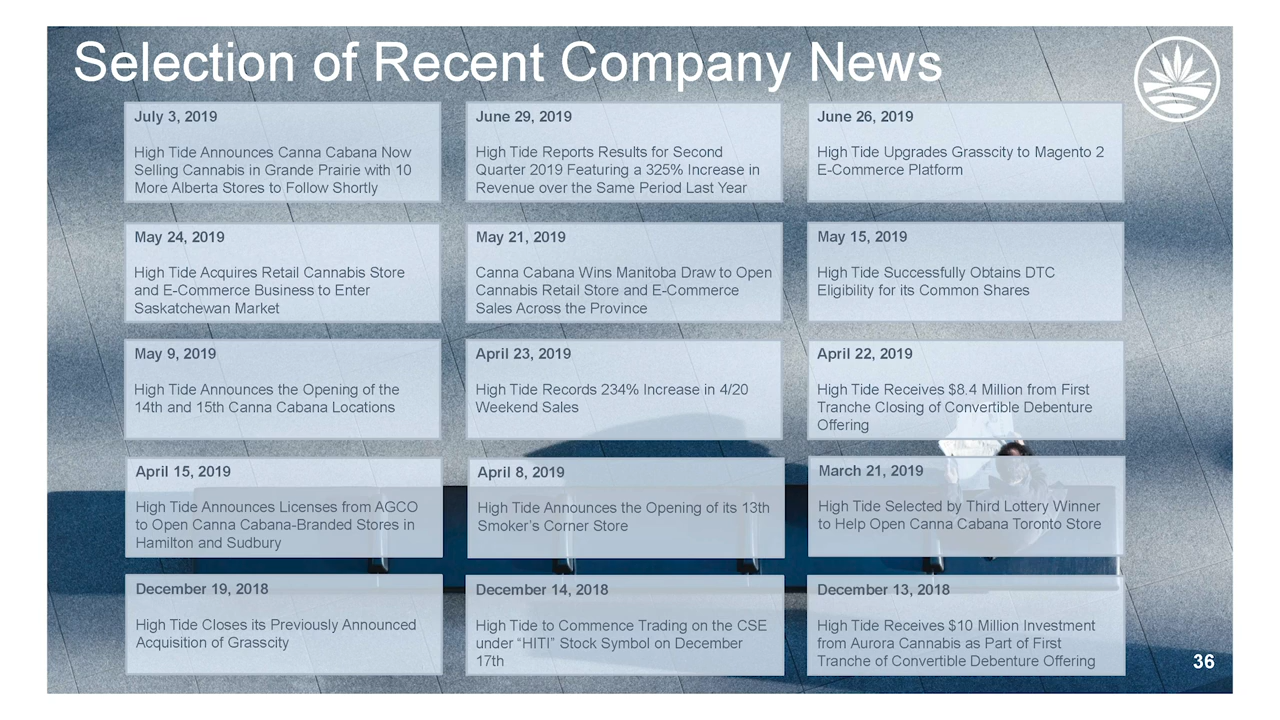 Selection of Recent Company News
July 3, 2019
High Tide Announces Canna Cabana Now
Selling Cannabis in Grande Prairie with 10
More Alberta Stores to Follow Shortly
June 29, 2019
High Tide Reports Results for Second
Quarter 2019 Featuring a 325% Increase in
Revenue over the Same Period Last Year
June 26, 2019
High Tide Upgrades Grasscity to Magento 2
E-Commerce Platform
May 24, 2019
High Tide Acquires Retail Cannabis Store
and E-Commerce Business to Enter
Saskatchewan Market
May 21, 2019
Canna Cabana Wins Manitoba Draw to Open
Cannabis Retail Store and E-Commerce
Sales Across the Province
May 15, 2019
High Tide Successfully Obtains DTC
Eligibility for its Common Shares
May 9, 2019
High Tide Announces the Opening of the
14th and 15th Canna Cabana Locations
April 23, 2019
High Tide Records 234% Increase in 4/20
Weekend Sales
April 22, 2019
High Tide Receives $8.4 Million from First
Tranche Closing of Convertible Debenture
Offering
April 15, 2019
High Tide Announces Licenses from AGCO
to Open Canna Cabana-Branded Stores in
Hamilton and Sudbury
April 8, 2019
High Tide Announces the Opening of its 13th
Smoker’s Corner Store
March 21, 2019
High Tide Selected by Third Lottery Winner
to Help Open Canna Cabana Toronto Store
December 19, 2018
High Tide Closes its Previously Announced
Acquisition of Grasscity
December 14, 2018
High Tide to Commence Trading on the CSE
under “HITI” Stock Symbol on December
17th
December 13, 2018
High Tide Receives $10 Million Investment
from Aurora Cannabis as Part of First
Tranche of Convertible Debenture Offering
36